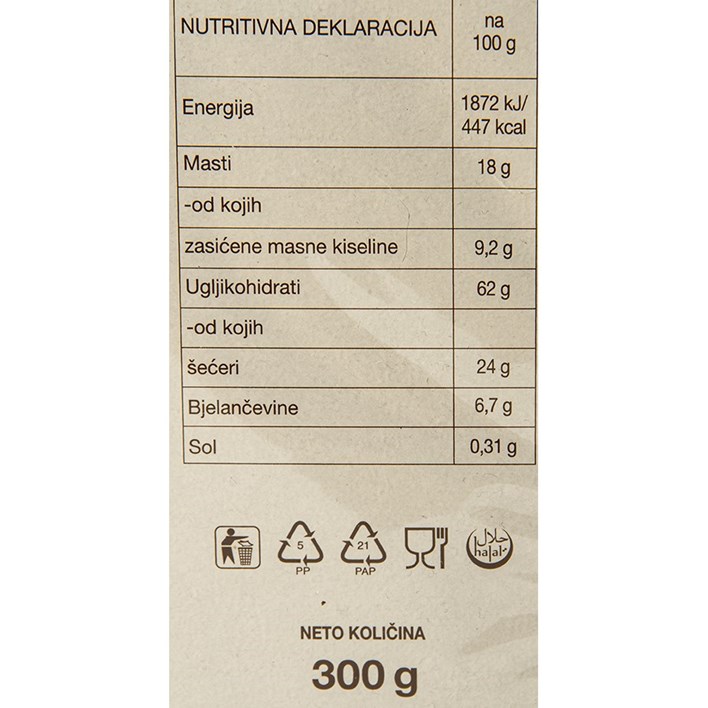 NUTRITIVNA DEKLARACIJA
na
100 g
Energija
1872 kJ/
447 kcal
Masti
18 g
-od kojih
zasićene masne kiseline
9,2 g
Ugljikohidrati
62 g
-od kojih
šećeri
24 g
Bjelančevine
6,7 g
Sol
0,31 g
5
PP
21
PAP
حلال
halal
NETO KOLIČINA
300 g